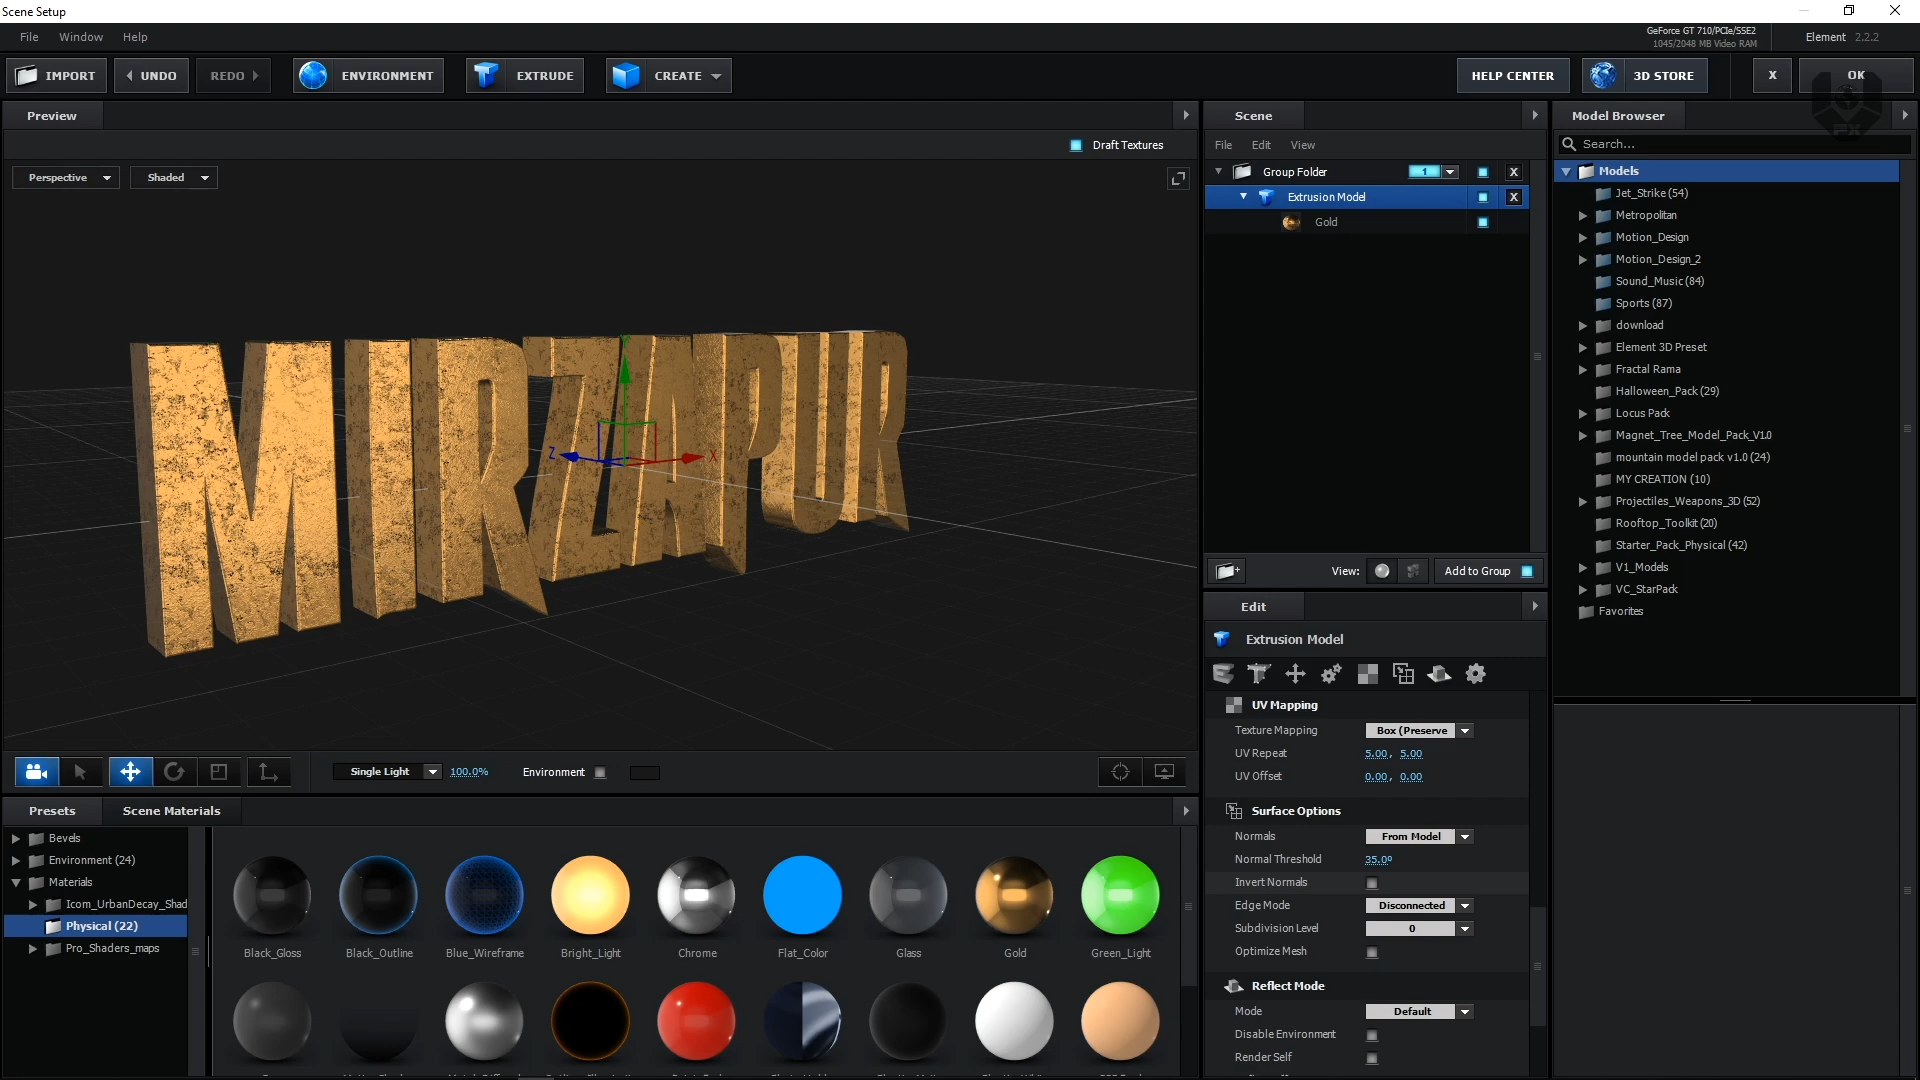 Scene Setup
File Window Help
GeForce GT 710/PCIe/SSE2
1045/2048 MB Video RAM
Element 2.2.2
IMPORT UNDO REDO ENVIRONMENT EXTRUDE CREATE HELP CENTER 3D STORE X OK
Preview
Draft Textures
Perspective Shaded
MIRZAPUR
Z X
Single Light 100.0% Environment
Scene
File Edit View
Group Folder 1 X
Extrusion Model X
Gold
View: Add to Group
Edit
Extrusion Model
UV Mapping
Texture Mapping Box (Preserve
UV Repeat 5.00, 5.00
UV Offset 0.00, 0.00
Surface Options
Normals From Model
Normal Threshold 35.0º
Invert Normals
Edge Mode Disconnected
Subdivision Level 0
Optimize Mesh
Reflect Mode
Mode Default
Disable Environment
Render Self
Model Browser
Search...
Models
Jet_Strike (54)
Metropolitan
Motion_Design
Motion_Design_2
Sound_Music (84)
Sports (87)
download
Element 3D Preset
Fractal Rama
Halloween_Pack (29)
Locus Pack
Magnet_Tree_Model_Pack_V1.0
mountain model pack v1.0 (24)
MY CREATION (10)
Projectiles_Weapons_3D (52)
Rooftop_Toolkit (20)
Starter_Pack_Physical (42)
V1_Models
VC_StarPack
Favorites
Presets Scene Materials
Bevels
Environment (24)
Materials
Icom_UrbanDecay_Shad
Physical (22)
Pro_Shaders_maps
Black_Gloss Black_Outline Blue_Wireframe Bright_Light Chrome Flat_Color Glass Gold Green_Light